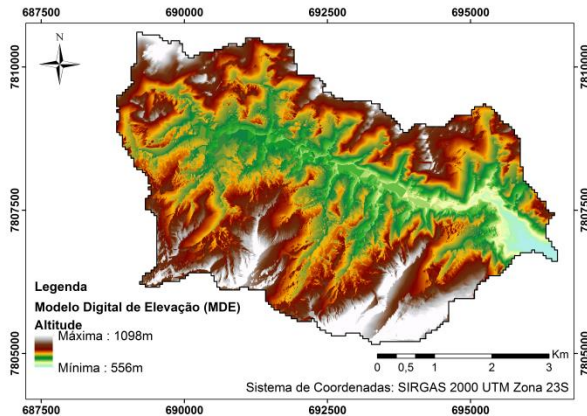 687500 690000 692500 695000
N
7810000 7810000
7807500 7807500
7805000 7805000
Legenda
Modelo Digital de Elevação (MDE)
Altitude
Máxima : 1098m
Mínima : 556m
Km
0 0,5 1 2 3
Sistema de Coordenadas: SIRGAS 2000 UTM Zona 23S
687500 690000 692500 695000